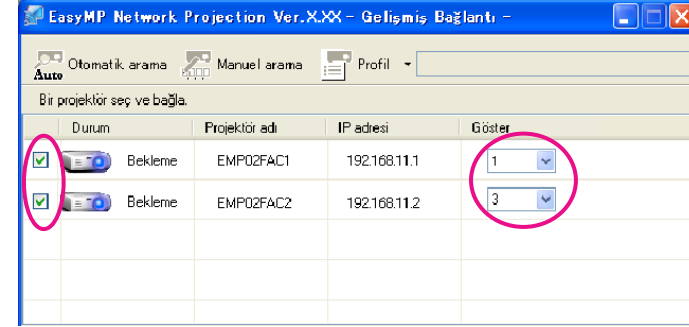 EasyMP Network Projection Ver.X.XX - Gelişmiş Bağlantı -
Auto Otomatik arama Manuel arama Profil
Bir projektör seç ve bağla.
Durum Projektör adı IP adresi Göster
Bekleme EMP02FAC1 192.168.11.1 1
Bekleme EMP02FAC2 192.168.11.2 3